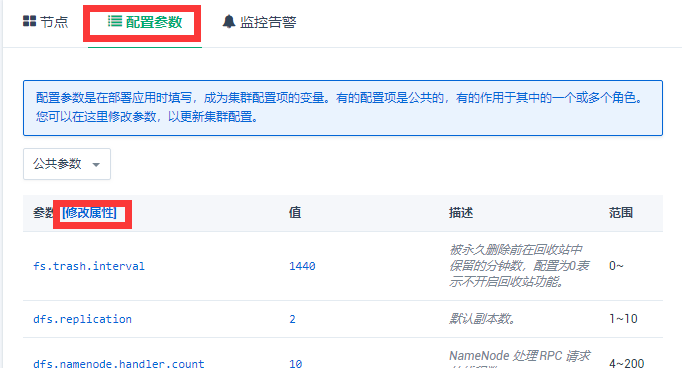 节点 配置参数 监控告警
配置参数是在部署应用时填写，成为集群配置项的变量。有的配置项是公共的，有的作用于其中的一个或多个角色。
您可以在这里修改参数，以更新集群配置。
公共参数
参数 [修改属性] 值 描述 范围
被永久删除前在回收站中
fs.trash.interval 1440 保留的分钟数，配置为0表 0~
示不开启回收站功能。
dfs.replication 2 默认副本数。 1~10
NameNode 处理 RPC 请求
dfs.namenode.handler.count 10 4~200